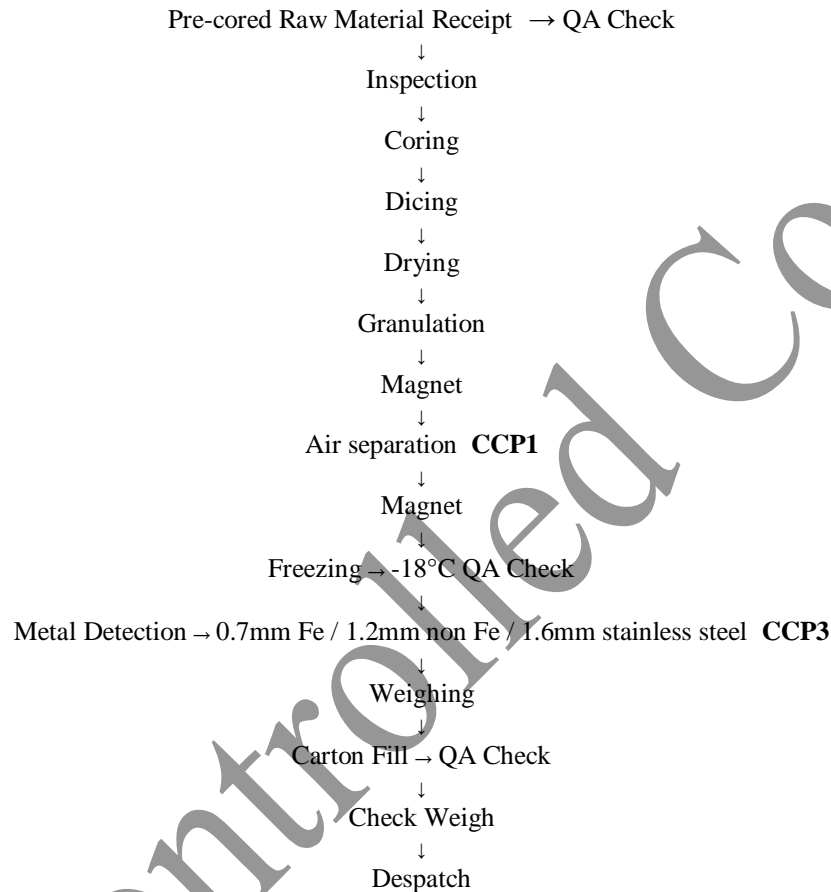 Pre-cored Raw Material Receipt → QA Check
↓
Inspection
↓
Coring
↓
Dicing
↓
Drying
↓
Granulation
↓
Magnet
↓
Air separation CCP1
↓
Magnet
↓
Freezing → -18°C QA Check
↓
Metal Detection → 0.7mm Fe / 1.2mm non Fe / 1.6mm stainless steel CCP3
↓
Weighing
↓
Carton Fill → QA Check
↓
Check Weigh
↓
Despatch
ntrolled Co